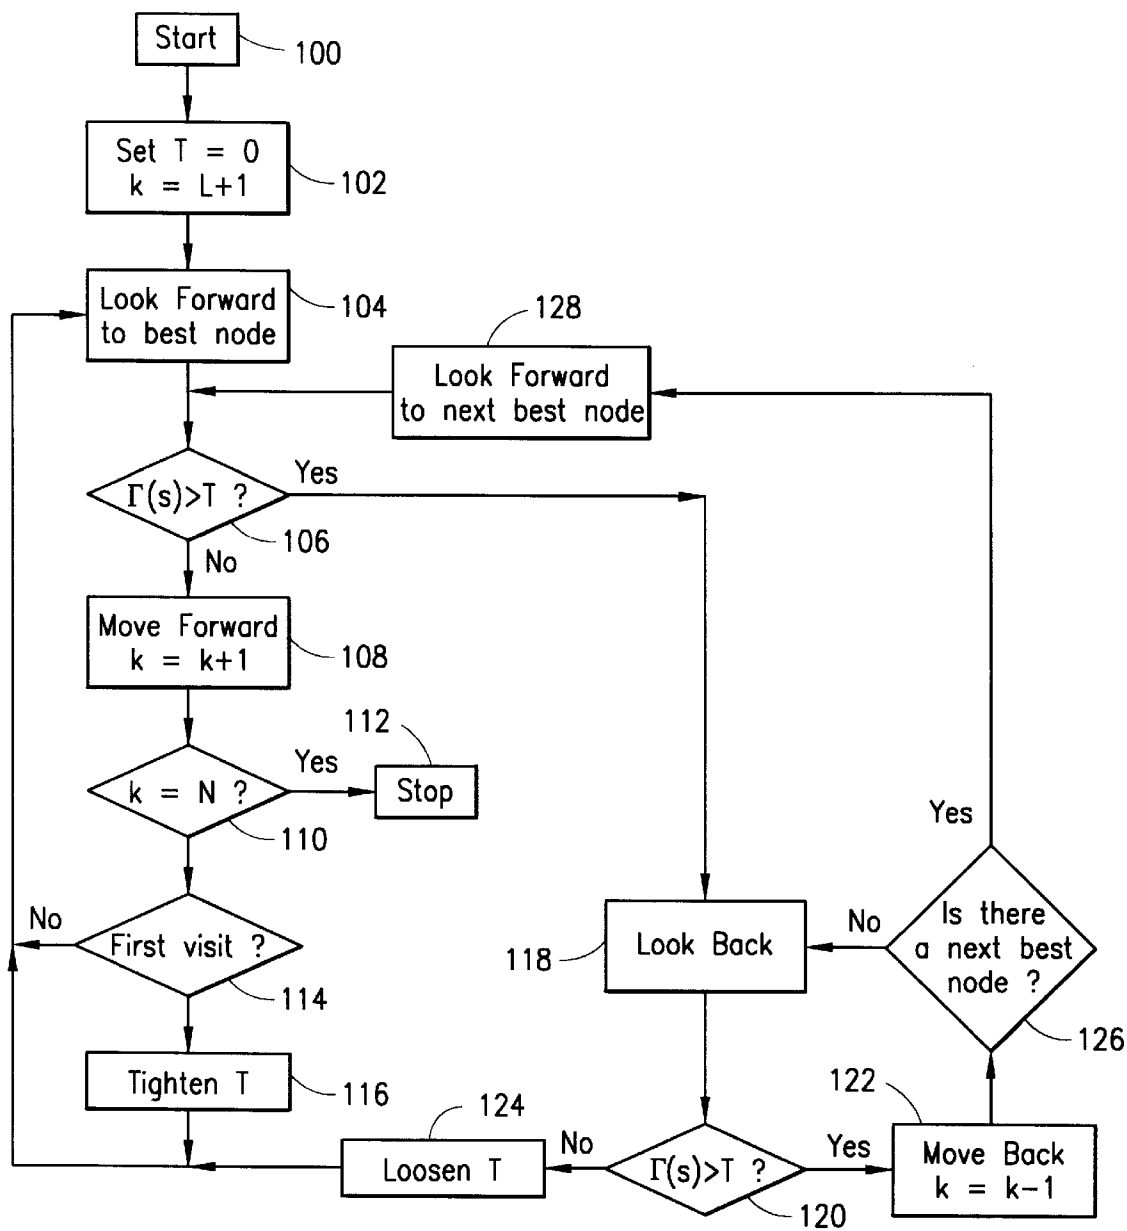 Start
100
Set T = 0
k = L+1
102
Look Forward
to best node
104
128
Look Forward
to next best node
Γ(s)>T ?
Yes
106
No
Move Forward
k = k+1
108
112
k = N ?
Yes
Stop
110
Yes
No
First visit ?
114
Look Back
118
No
Is there
a next best
node ?
126
Tighten T
116
124
Loosen T
No
Γ(s)>T ?
120
Yes
122
Move Back
k = k-1